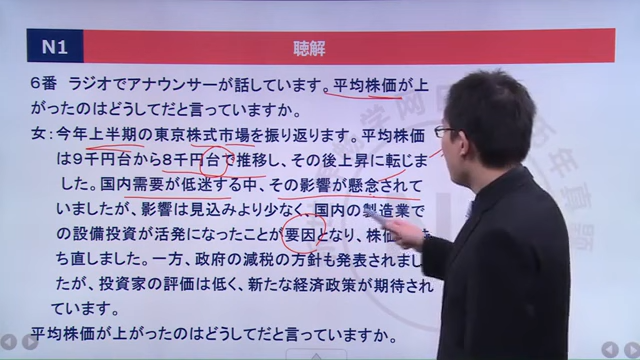 N1
聴解
6番 ラジオでアナウンサーが話しています。平均株価が上
がったのはどうしてだと言っていますか。
女：今年上半期の東京株式市場を振り返ります。平均株価
は９千円台から８千円台で推移し、その後上昇に転じま
した。国内需要が低迷する中、その影響が懸念されて
いましたが、影響は見込みより少なく、国内の製造業で
の設備投資が活発になったことが要因となり、株価
ち直しました。一方、政府の減税の方針も発表されまし
たが、投資家の評価は低く、新たな経済政策が期待され
ています。
平均株価が上がったのはどうしてだと言っていますか。